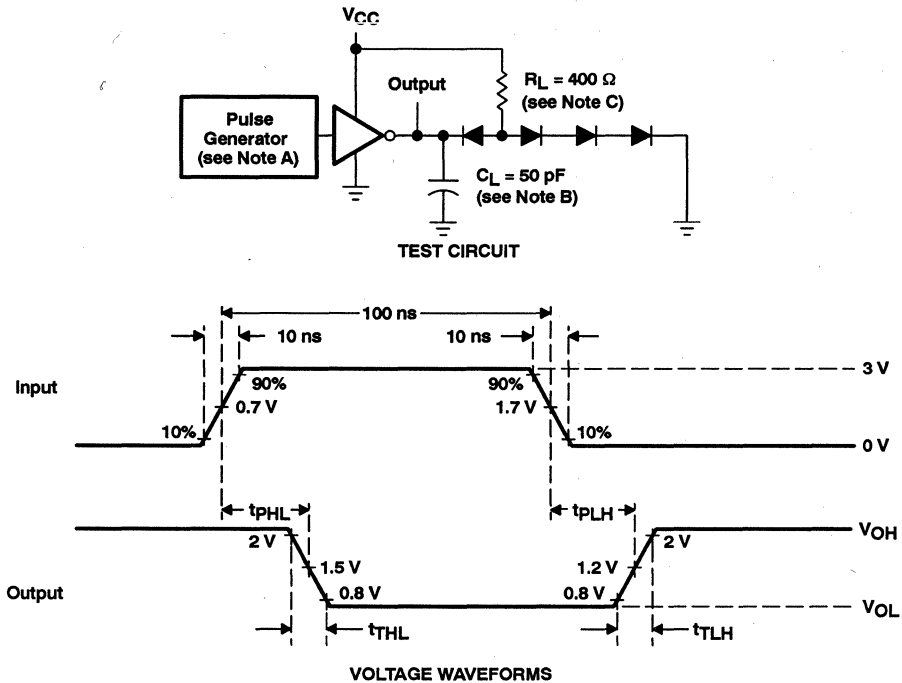 VCC
Output
RL = 400 Ω
(see Note C)
Pulse
Generator
(see Note A)
CL = 50 pF
(see Note B)
TEST CIRCUIT
100 ns
10 ns
10 ns
3 V
Input
90%
90%
0.7 V
1.7 V
10%
10%
0 V
tPHL
tPLH
VOH
2 V
2 V
1.5 V
1.2 V
Output
0.8 V
0.8 V
VOL
tTHL
tTLH
VOLTAGE WAVEFORMS